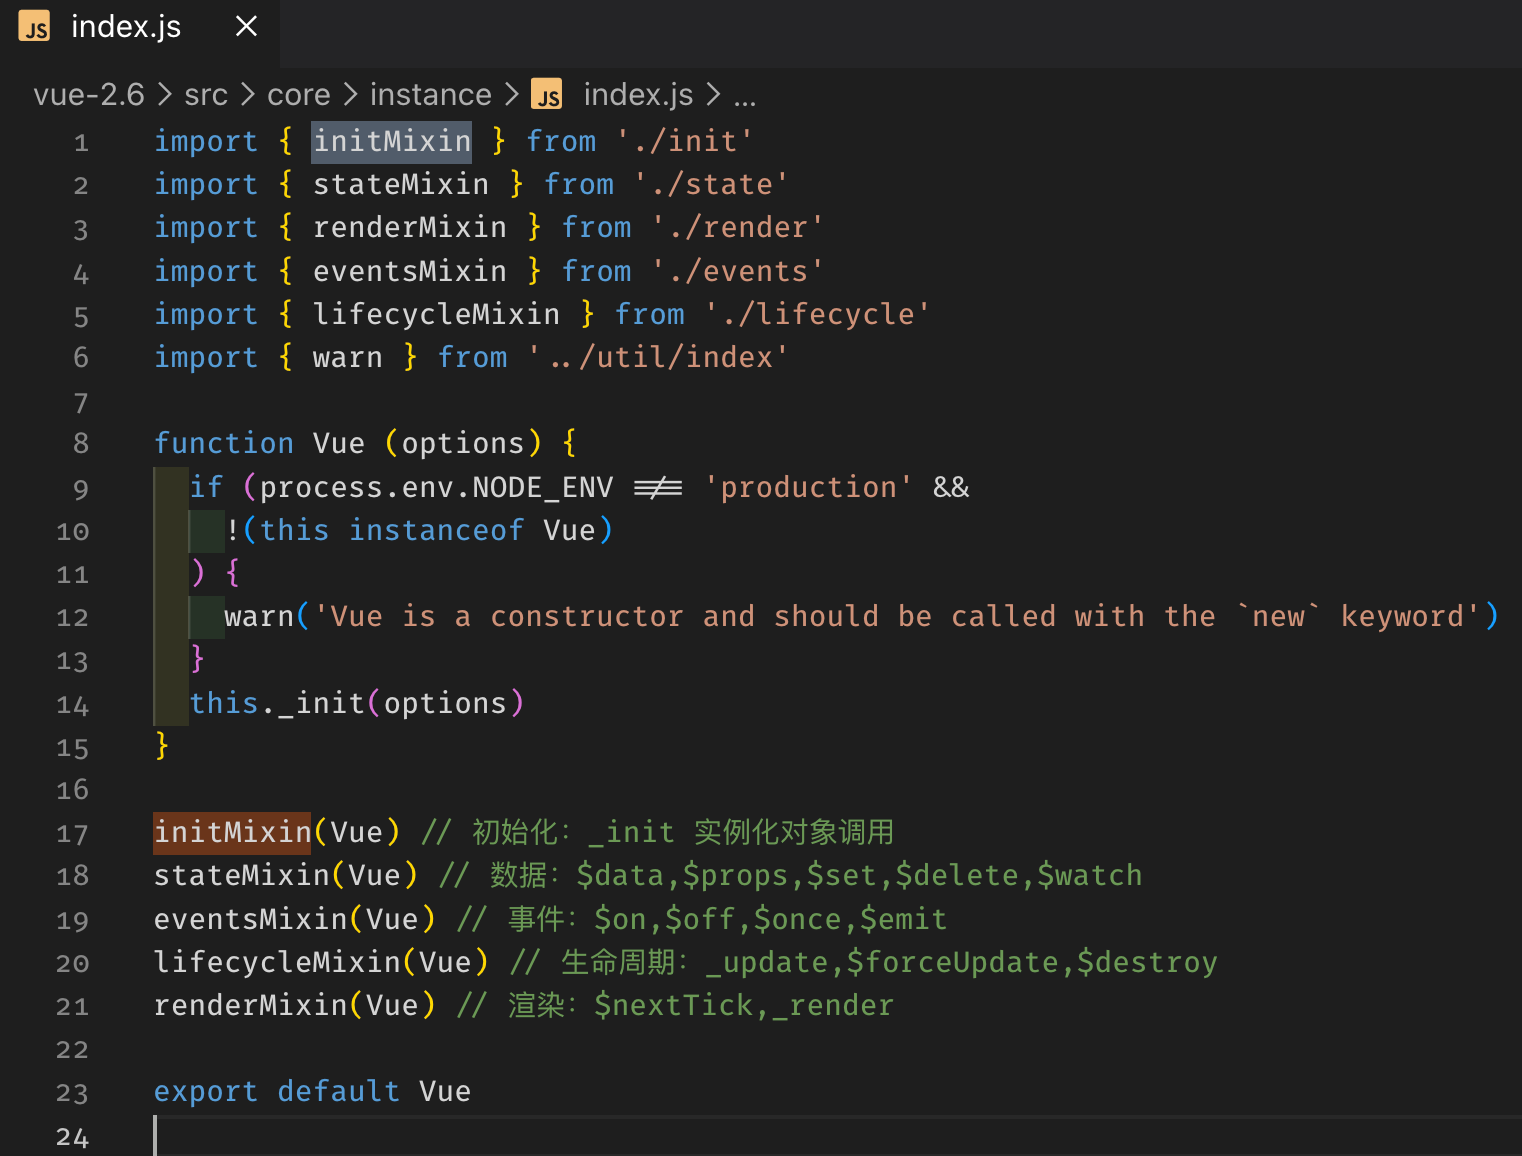 JS index.js ×
vue-2.6 > src > core > instance > JS index.js > ...
1 import { initMixin } from './init'
2 import { stateMixin } from './state'
3 import { renderMixin } from './render'
4 import { eventsMixin } from './events'
5 import { lifecycleMixin } from './lifecycle'
6 import { warn } from '../util/index'
7
8 function Vue (options) {
9   if (process.env.NODE_ENV !== 'production' &&
10     !(this instanceof Vue)
11   ) {
12     warn('Vue is a constructor and should be called with the `new` keyword')
13   }
14   this._init(options)
15 }
16
17 initMixin(Vue) // 初始化：_init 实例化对象调用
18 stateMixin(Vue) // 数据：$data,$props,$set,$delete,$watch
19 eventsMixin(Vue) // 事件：$on,$off,$once,$emit
20 lifecycleMixin(Vue) // 生命周期：_update,$forceUpdate,$destroy
21 renderMixin(Vue) // 渲染：$nextTick,_render
22
23 export default Vue
24